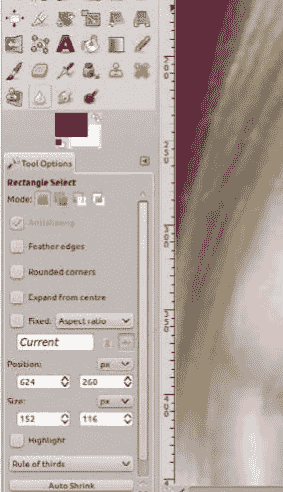 Tool Options
Rectangle Select
Mode:
Antialiasing
Feather edges
Rounded corners
Expand from centre
Fixed: Aspect ratio
Current
Position: px
624 260
Size: px
152 116
Highlight
Rule of thirds
Auto Shrink